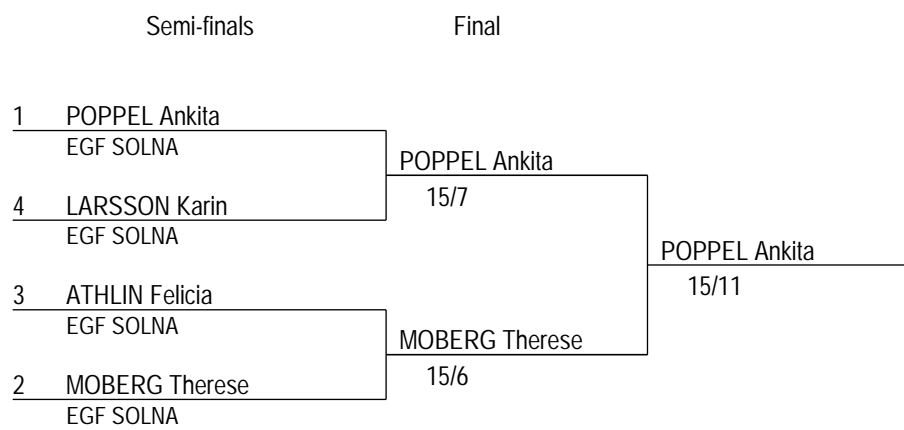 Semi-finals Final
1 POPPEL Ankita
EGF SOLNA
POPPEL Ankita
15/7
4 LARSSON Karin
EGF SOLNA
POPPEL Ankita
15/11
3 ATHLIN Felicia
EGF SOLNA
MOBERG Therese
15/6
2 MOBERG Therese
EGF SOLNA